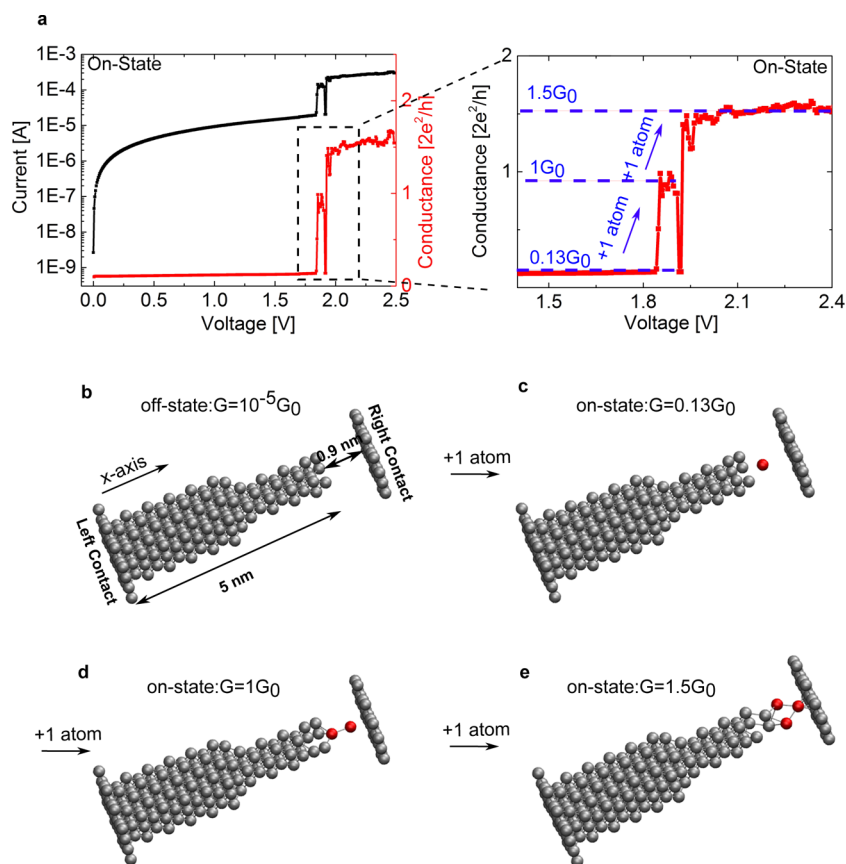 a
On-State
1E-3
1E-4
1E-5
1E-6
1E-7
1E-8
1E-9
Current [A]
0.0
0.5
1.0
1.5
2.0
2.5
Voltage [V]
2
1
0
Conductance [2e²/h]
On-State
2
1
Conductance [2e²/h]
1.5G0
+1 atom
1G0
+1 atom
0.13G0
1.5
1.8
2.1
2.4
Voltage [V]
b
off-state:G=10⁻⁵G0
x-axis
0.9 nm
Right Contact
Left Contact
5 nm
c
on-state:G=0.13G0
+1 atom
d
on-state:G=1G0
+1 atom
e
on-state:G=1.5G0
+1 atom